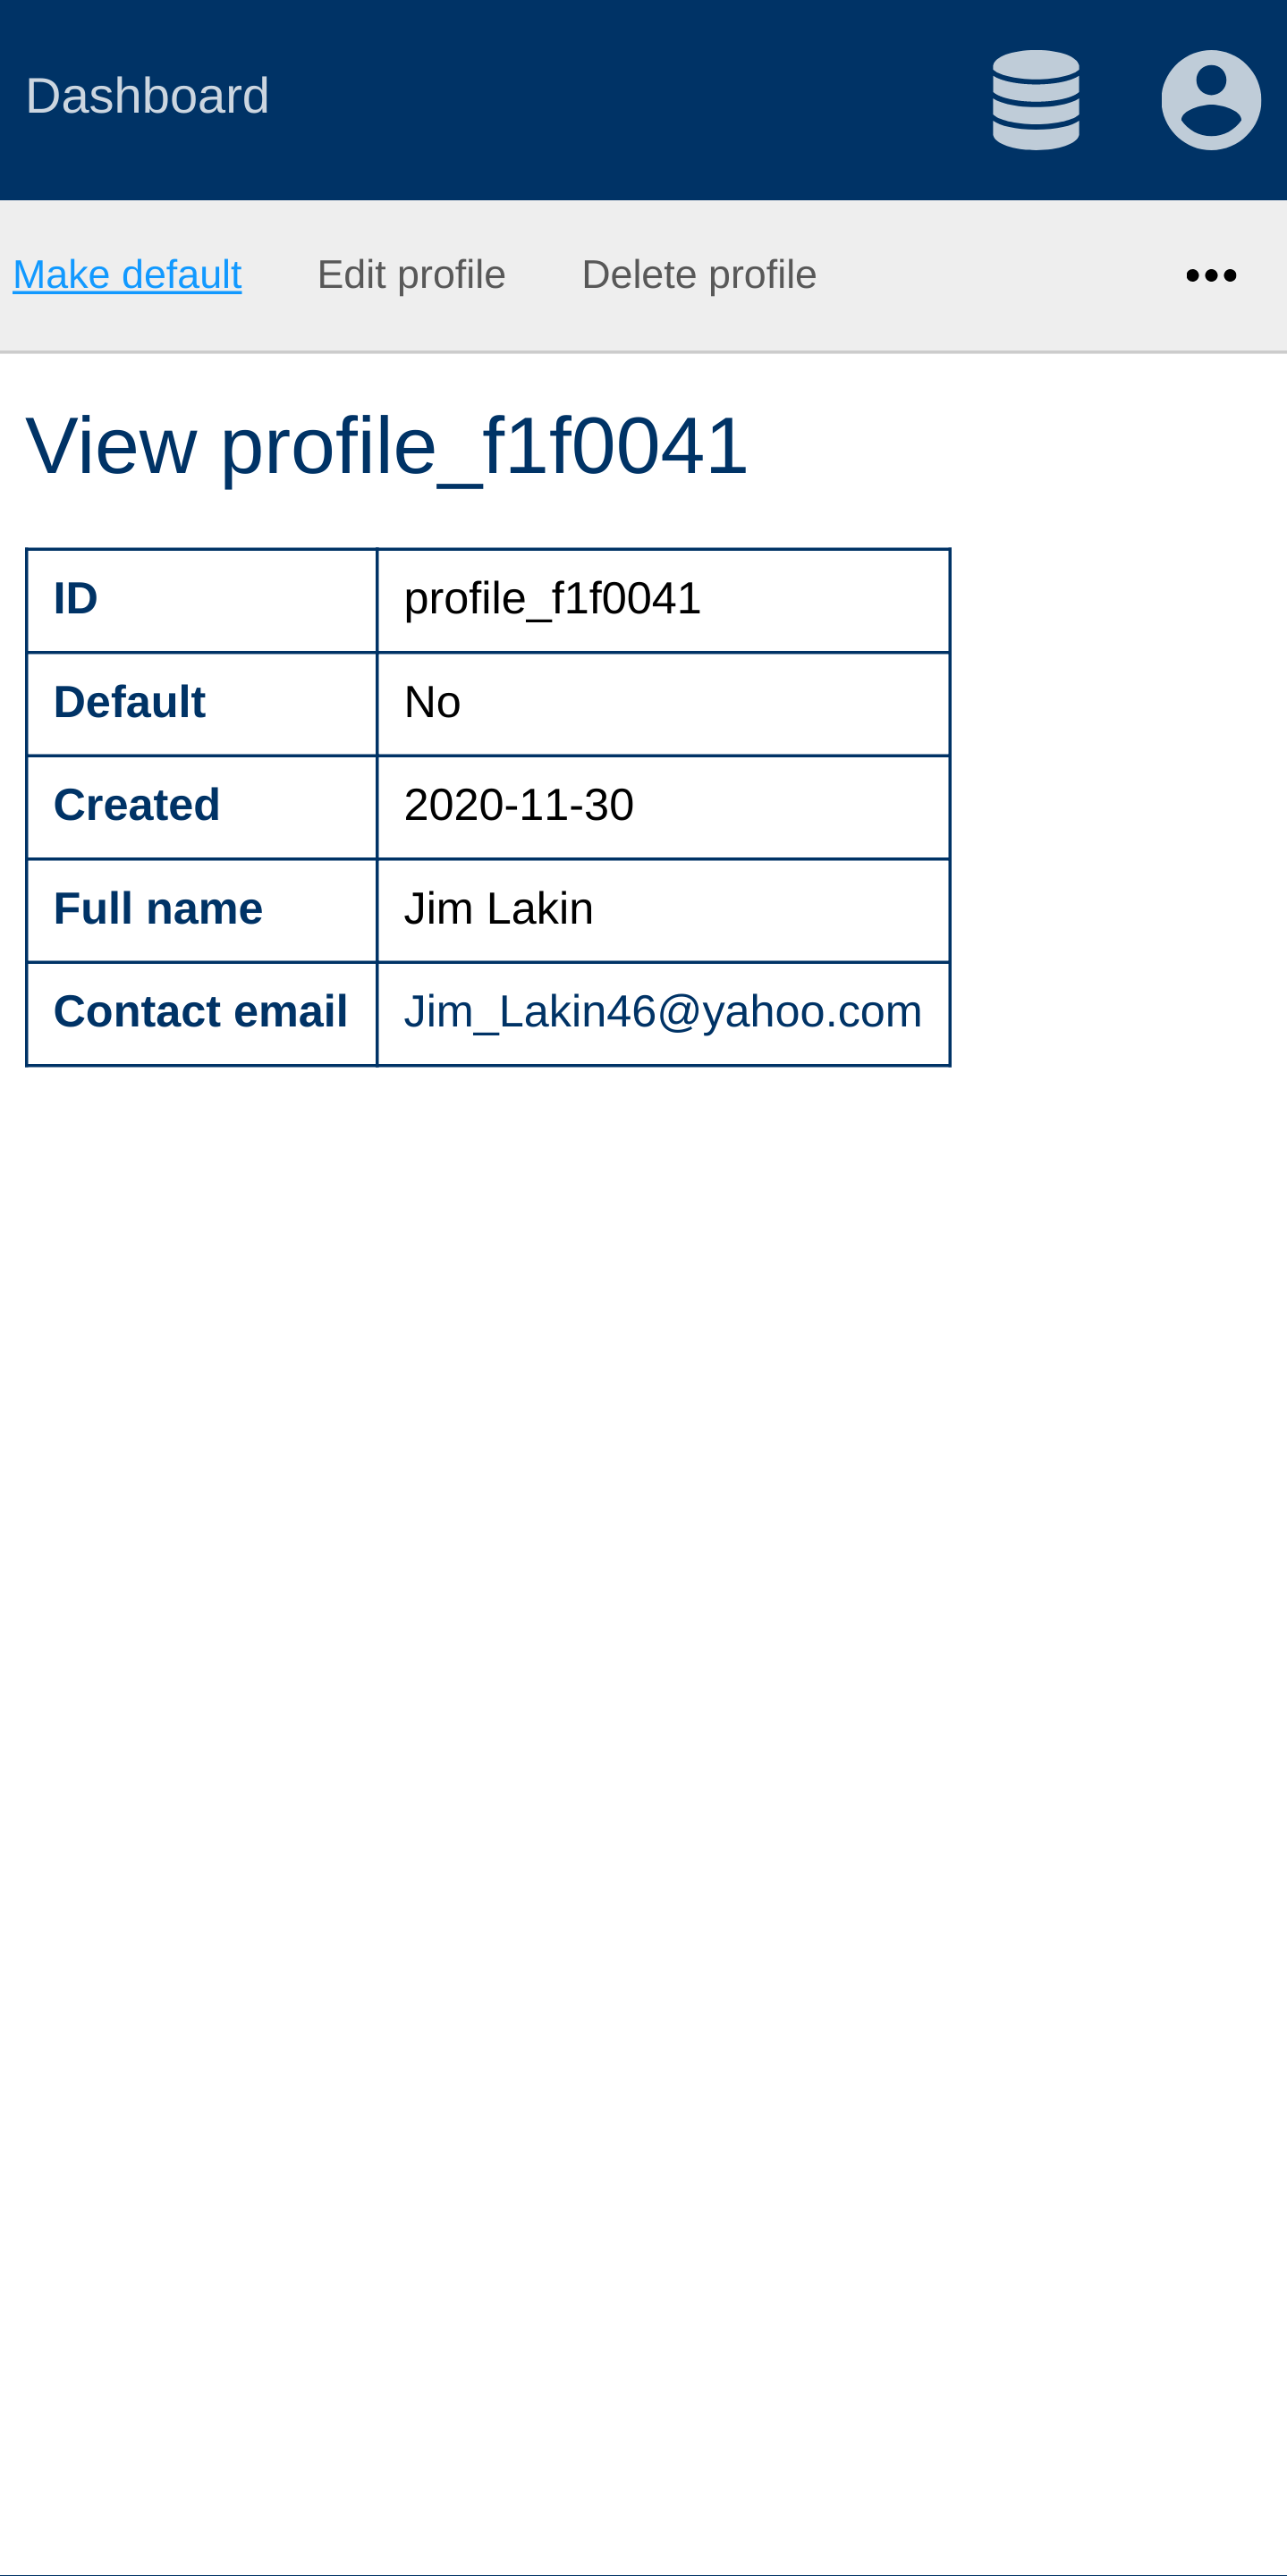 Dashboard
Make default Edit profile Delete profile
View profile_f1f0041
ID profile_f1f0041
Default No
Created 2020-11-30
Full name Jim Lakin
Contact email Jim_Lakin46@yahoo.com